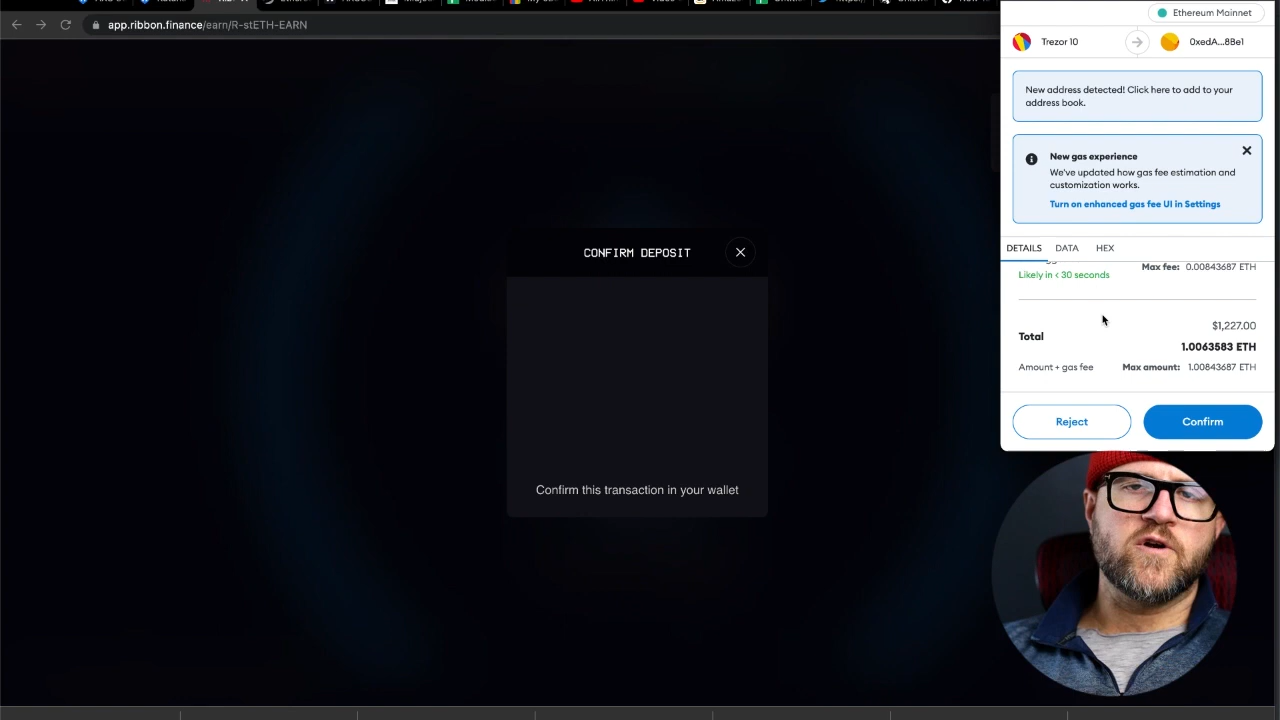 app.ribbon.finance/earn/R-stETH-EARN
CONFIRM DEPOSIT
Confirm this transaction in your wallet
Ethereum Mainnet
Trezor 10
0xedA...8Be1
New address detected! Click here to add to your
address book.
New gas experience
We've updated how gas fee estimation and
customization works.
Turn on enhanced gas fee UI in Settings
DETAILS DATA HEX
Likely in < 30 seconds
Max fee: 0.00843687 ETH
$1,227.00
Total
1.0063583 ETH
Amount + gas fee
Max amount: 1.00843687 ETH
Reject
Confirm